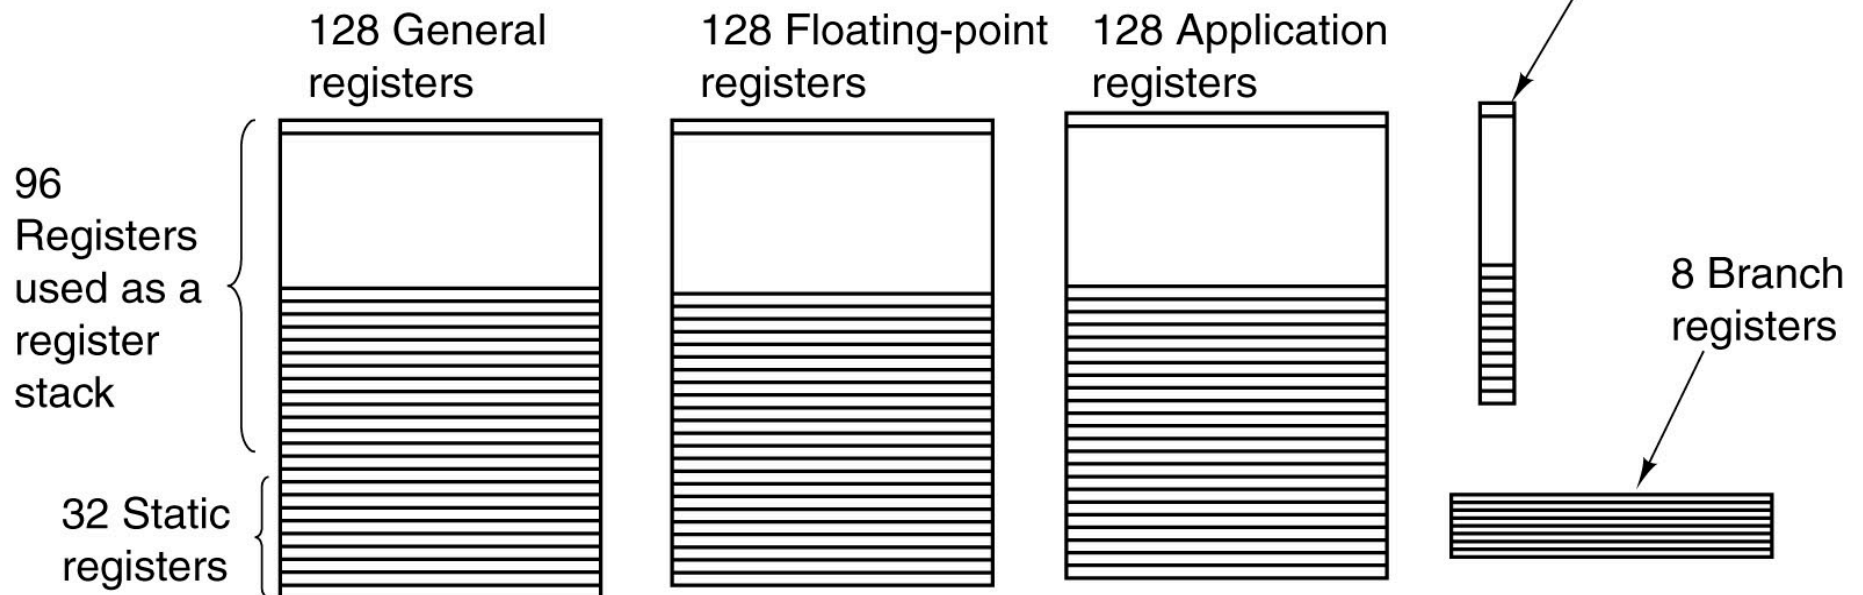 128 General
registers
128 Floating-point
registers
128 Application
registers
96
Registers
used as a
register
stack
32 Static
registers
8 Branch
registers